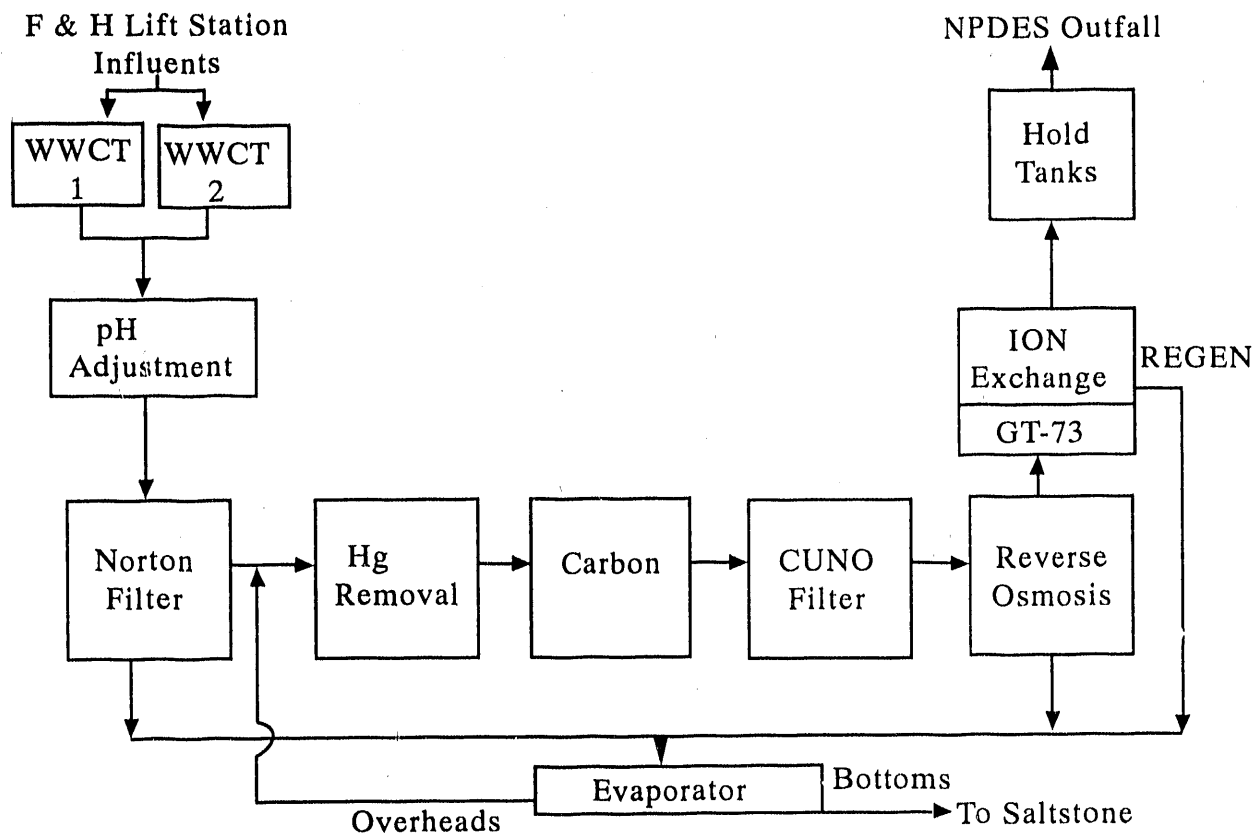 F & H Lift Station
Influents
WWCT
1
WWCT
2
pH
Adjustment
Norton
Filter
Hg
Removal
Carbon
CUNO
Filter
Reverse
Osmosis
GT-73
ION
Exchange
REGEN
Hold
Tanks
NPDES Outfall
Evaporator
Overheads
Bottoms
To Saltstone